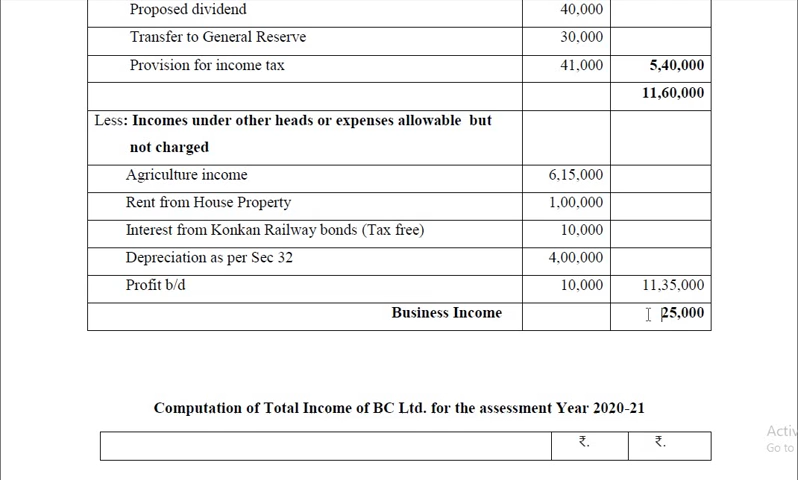 Proposed dividend 40,000
Transfer to General Reserve 30,000
Provision for income tax 41,000 5,40,000
11,60,000
Less: Incomes under other heads or expenses allowable but
not charged
Agriculture income 6,15,000
Rent from House Property 1,00,000
Interest from Konkan Railway bonds (Tax free) 10,000
Depreciation as per Sec 32 4,00,000
Profit b/d 10,000 11,35,000
Business Income 25,000
Computation of Total Income of BC Ltd. for the assessment Year 2020-21
₹. ₹.
Go to